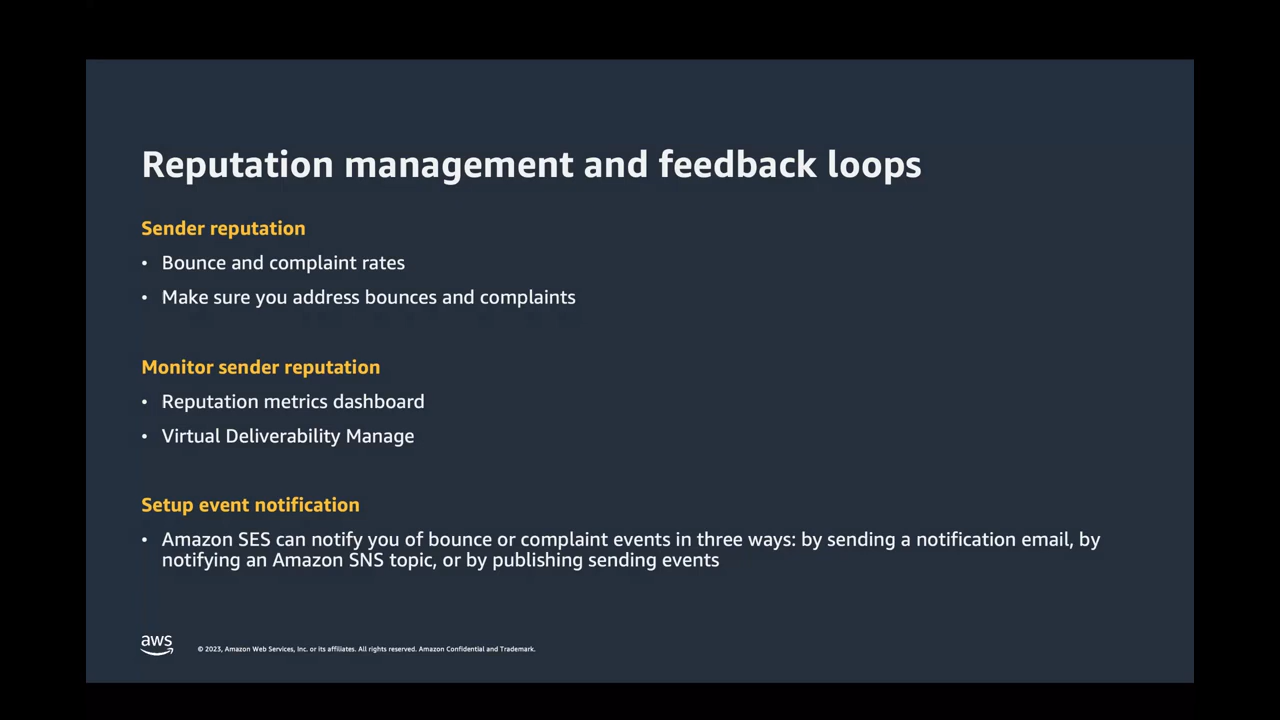 Reputation management and feedback loops
Sender reputation
• Bounce and complaint rates
• Make sure you address bounces and complaints
Monitor sender reputation
• Reputation metrics dashboard
• Virtual Deliverability Manage
Setup event notification
• Amazon SES can notify you of bounce or complaint events in three ways: by sending a notification email, by
notifying an Amazon SNS topic, or by publishing sending events
aws
© 2023, Amazon Web Services, Inc. or its affiliates. All rights reserved. Amazon Confidential and Trademark.